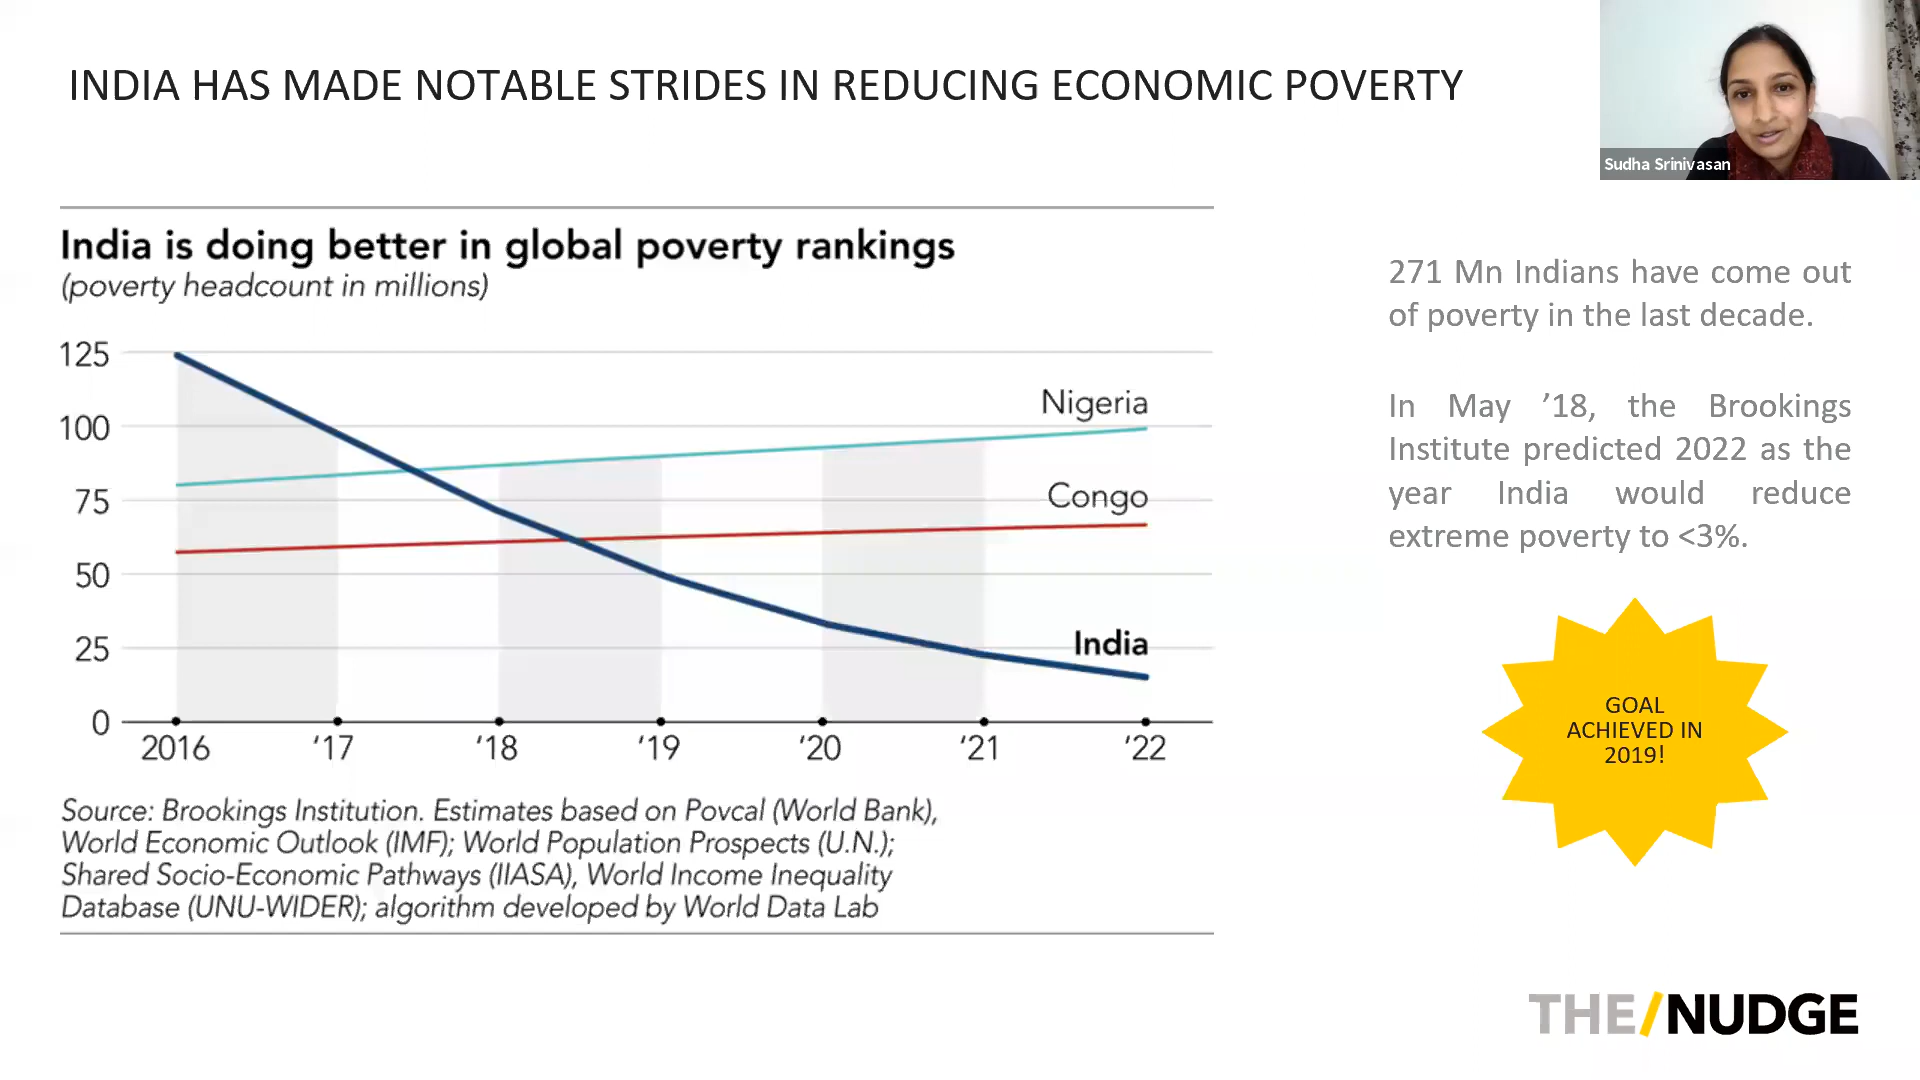 INDIA HAS MADE NOTABLE STRIDES IN REDUCING ECONOMIC POVERTY
Sudha Srinivasan
India is doing better in global poverty rankings
(poverty headcount in millions)
125
100
75
50
25
0
Nigeria
Congo
India
2016 '17 '18 '19 '20 '21 '22
Source: Brookings Institution. Estimates based on Povcal (World Bank),
World Economic Outlook (IMF); World Population Prospects (U.N.);
Shared Socio-Economic Pathways (IIASA), World Income Inequality
Database (UNU-WIDER); algorithm developed by World Data Lab
271 Mn Indians have come out
of poverty in the last decade.
In May ’18, the Brookings
Institute predicted 2022 as the
year India would reduce
extreme poverty to <3%.
GOAL
ACHIEVED IN
2019!
THE/NUDGE